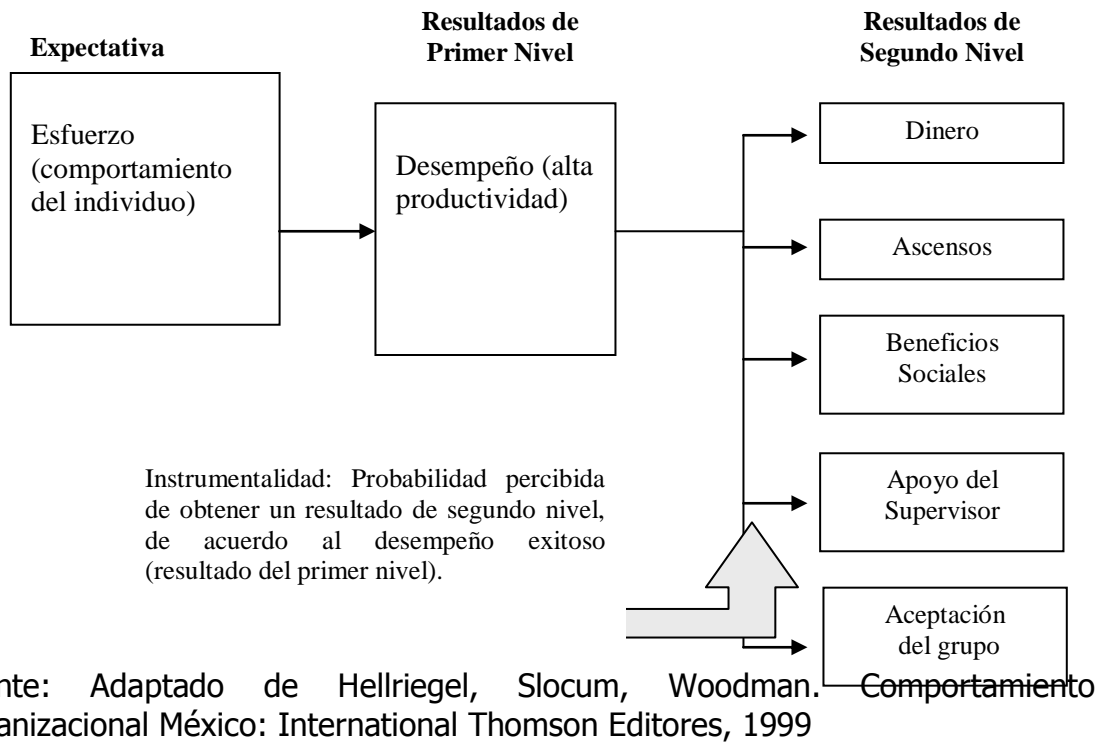 Expectativa
Resultados de
Primer Nivel
Resultados de
Segundo Nivel
Esfuerzo
(comportamiento
del individuo)
Desempeño (alta
productividad)
Dinero
Ascensos
Beneficios
Sociales
Apoyo del
Supervisor
Aceptación
del grupo
Instrumentalidad: Probabilidad percibida
de obtener un resultado de segundo nivel,
de acuerdo al desempeño exitoso
(resultado del primer nivel).
nte: Adaptado de Hellriegel, Slocum, Woodman. Comportamiento
anizacional México: International Thomson Editores, 1999